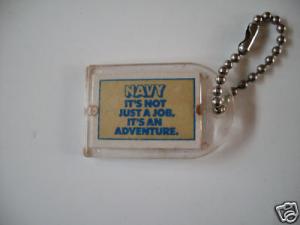 NAVY
IT'S NOT
JUST A JOB.
IT'S AN
ADVENTURE.